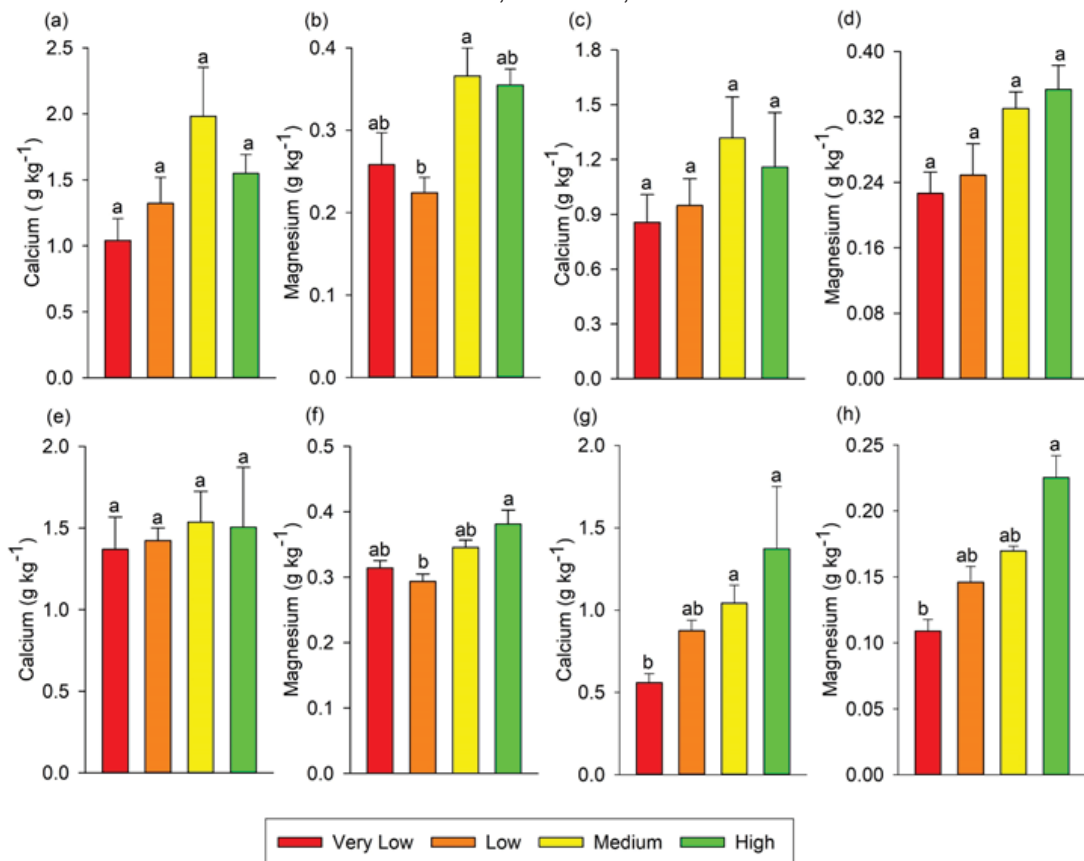 (a)
2.5
2.0
1.5
1.0
0.5
0.0
Calcium ( g kg⁻¹)
a
a
a
a
(b)
0.4
0.3
0.2
0.1
0.0
Magnesium (g kg⁻¹)
ab
b
a
ab
(c)
1.8
1.5
1.2
0.9
0.6
0.3
0.0
Calcium (g kg⁻¹)
a
a
a
a
(d)
0.40
0.32
0.24
0.16
0.08
0.00
Magnesium (g kg⁻¹)
a
a
a
a
(e)
2.0
1.5
1.0
0.5
0.0
Calcium (g kg⁻¹)
a
a
a
a
(f)
0.5
0.4
0.3
0.3
0.1
0.0
Magnesium (g kg⁻¹)
ab
b
ab
a
(g)
2.0
1.5
1.0
0.5
0.0
Calcium (g kg⁻¹)
b
ab
a
a
(h)
0.25
0.20
0.15
0.10
0.05
0.00
Magnesium (g kg⁻¹)
b
ab
ab
a
Very Low Low Medium High